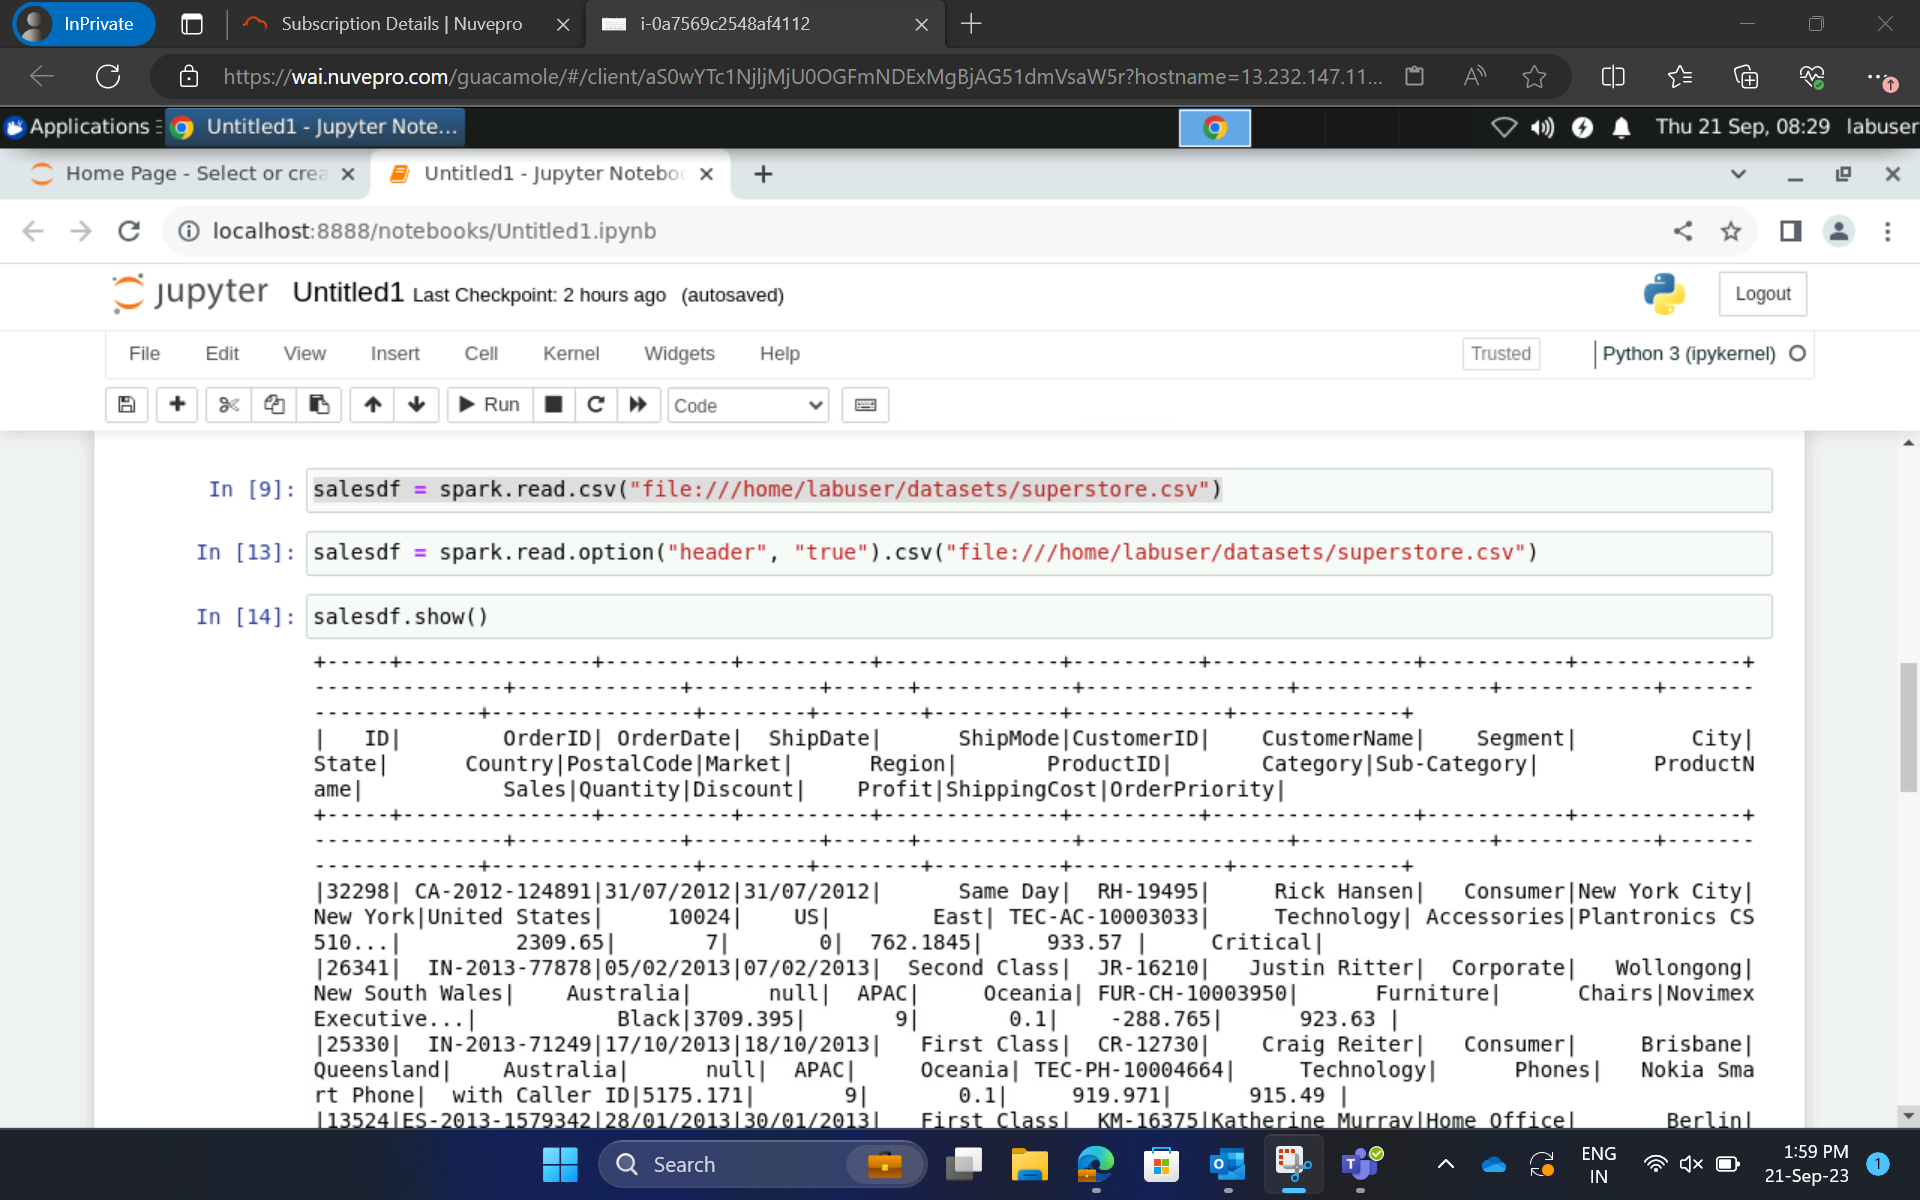 InPrivate
Subscription Details | Nuvepro
i-0a7569c2548af4112
https://wai.nuvepro.com/guacamole/#/client/aS0wYTc1NjljMjU0OGFmNDExMgBjAG51dmVsaW5r?hostname=13.232.147.11...
Applications
Untitled1 - Jupyter Note...
Thu 21 Sep, 08:29 labuser
Home Page - Select or crea
Untitled1 - Jupyter Noteboo
localhost:8888/notebooks/Untitled1.ipynb
jupyter Untitled1 Last Checkpoint: 2 hours ago (autosaved)
Logout
File Edit View Insert Cell Kernel Widgets Help
Trusted
Python 3 (ipykernel)
Run
Code
In [9]: salesdf = spark.read.csv("file:///home/labuser/datasets/superstore.csv")
In [13]: salesdf = spark.read.option("header", "true").csv("file:///home/labuser/datasets/superstore.csv")
In [14]: salesdf.show()
+-----+---------------+----------+----------+--------------+----------+----------------+-----------+-------------+
---------------+-------------+----------+------+------------+----------------+---------------+------------+-------
-------------+----------------+--------+--------+----------+------------+-------------+
| ID| OrderID| OrderDate| ShipDate| ShipMode|CustomerID| CustomerName| Segment| City|
State| Country|PostalCode|Market| Region| ProductID| Category|Sub-Category| ProductN
ame| Sales|Quantity|Discount| Profit|ShippingCost|OrderPriority|
+-----+---------------+----------+----------+--------------+----------+----------------+-----------+-------------+
---------------+-------------+----------+------+------------+----------------+---------------+------------+-------
-------------+----------------+--------+--------+----------+------------+-------------+
|32298| CA-2012-124891|31/07/2012|31/07/2012| Same Day| RH-19495| Rick Hansen| Consumer|New York City|
New York|United States| 10024| US| East| TEC-AC-10003033| Technology| Accessories|Plantronics CS
510...| 2309.65| 7| 0| 762.1845| 933.57 | Critical|
|26341| IN-2013-77878|05/02/2013|07/02/2013| Second Class| JR-16210| Justin Ritter| Corporate| Wollongong|
New South Wales| Australia| null| APAC| Oceania| FUR-CH-10003950| Furniture| Chairs|Novimex
Executive...| Black|3709.395| 9| 0.1| -288.765| 923.63 |
|25330| IN-2013-71249|17/10/2013|18/10/2013| First Class| CR-12730| Craig Reiter| Consumer| Brisbane|
Queensland| Australia| null| APAC| Oceania| TEC-PH-10004664| Technology| Phones| Nokia Sma
rt Phone| with Caller ID|5175.171| 9| 0.1| 919.971| 915.49 |
|13524|ES-2013-1579342|28/01/2013|30/01/2013| First Class| KM-16375|Katherine Murray|Home Office| Berlin|
Search
ENG
IN
1:59 PM
21-Sep-23
1